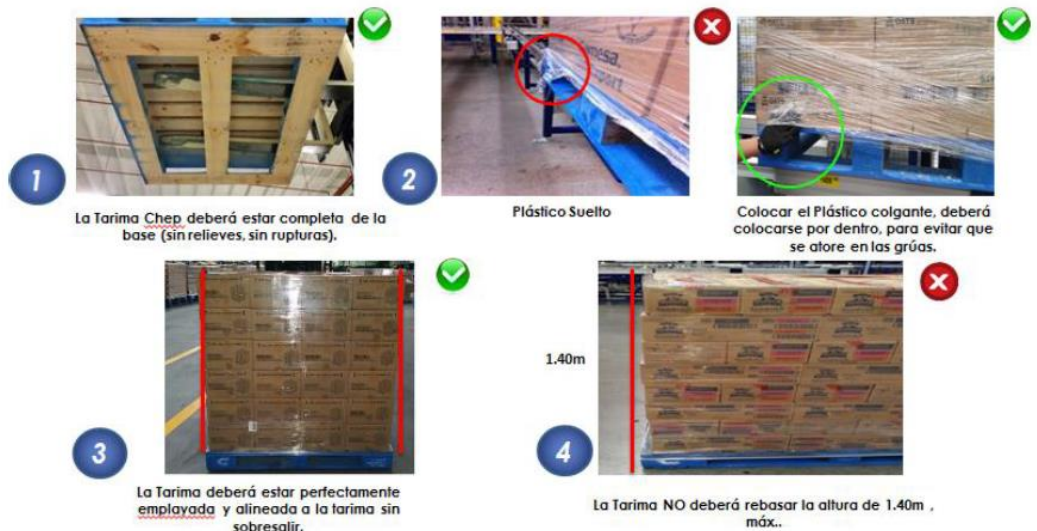 1
La Tarima Chep deberá estar completa de la
base (sin relieves, sin rupturas).
2
Plástico Suelto
Colocar el Plástico colgante, deberá
colocarse por dentro, para evitar que
se atore en las grúas.
3
La Tarima deberá estar perfectamente
emplayada y alineada a la tarima sin
sobresalir.
1.40m
4
La Tarima NO deberá rebasar la altura de 1.40m ,
máx..